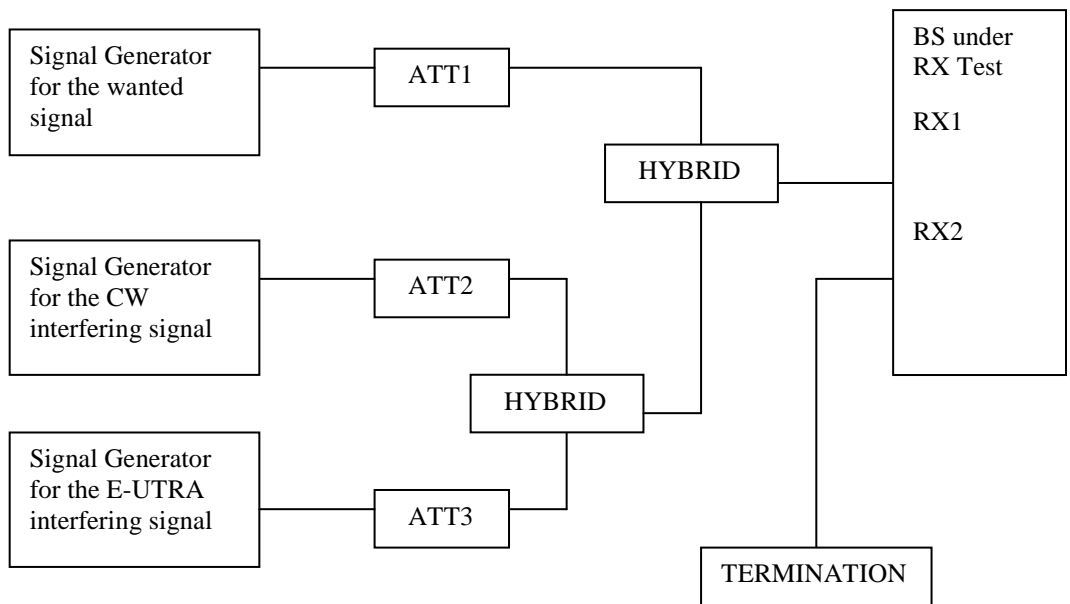 Signal Generator
for the wanted
signal
ATT1
HYBRID
BS under
RX Test
RX1
RX2
Signal Generator
for the CW
interfering signal
ATT2
HYBRID
Signal Generator
for the E-UTRA
interfering signal
ATT3
TERMINATION